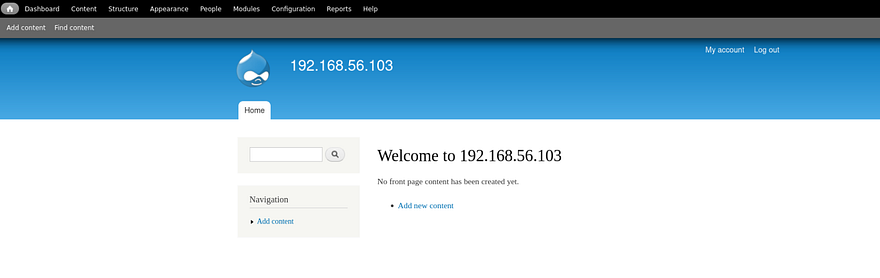 Dashboard Content Structure Appearance People Modules Configuration Reports Help
Add content Find content
My account Log out
192.168.56.103
Home
Welcome to 192.168.56.103
No front page content has been created yet.
Add new content
Navigation
Add content